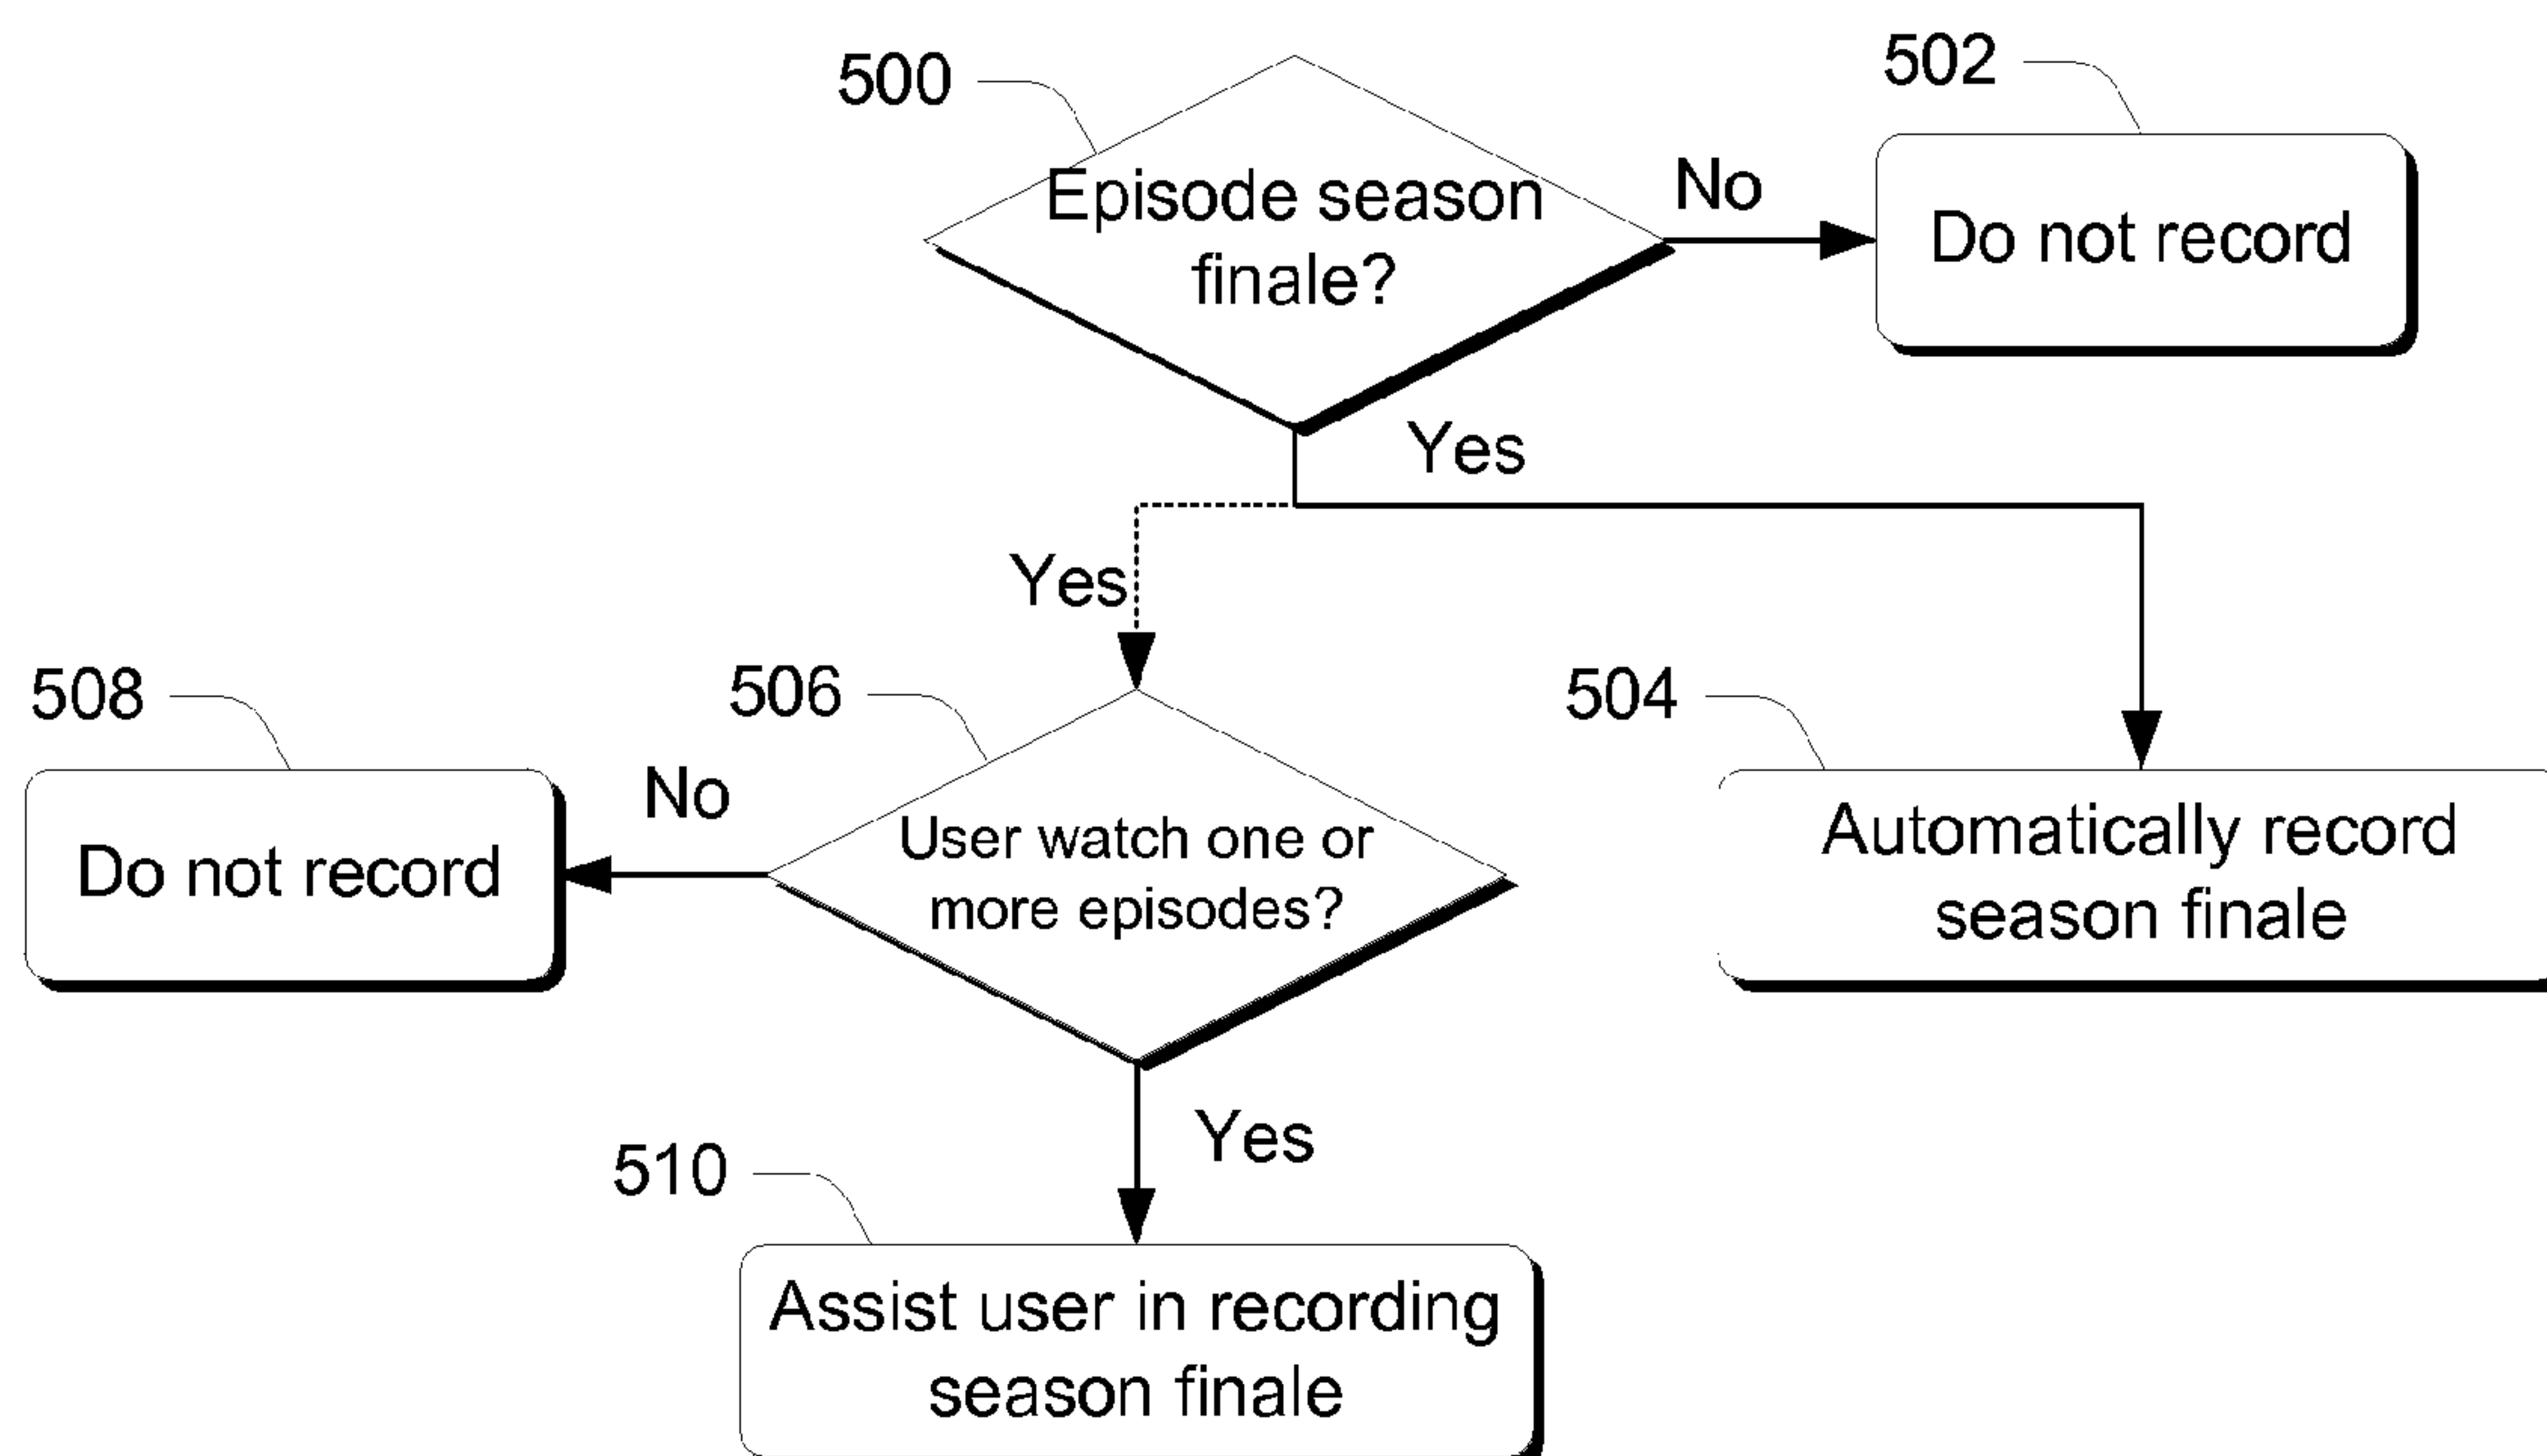 500
502
Episode season
finale?
No
Do not record
Yes
Yes
508
506
504
No
Do not record
User watch one or
more episodes?
Automatically record
season finale
Yes
510
Assist user in recording
season finale